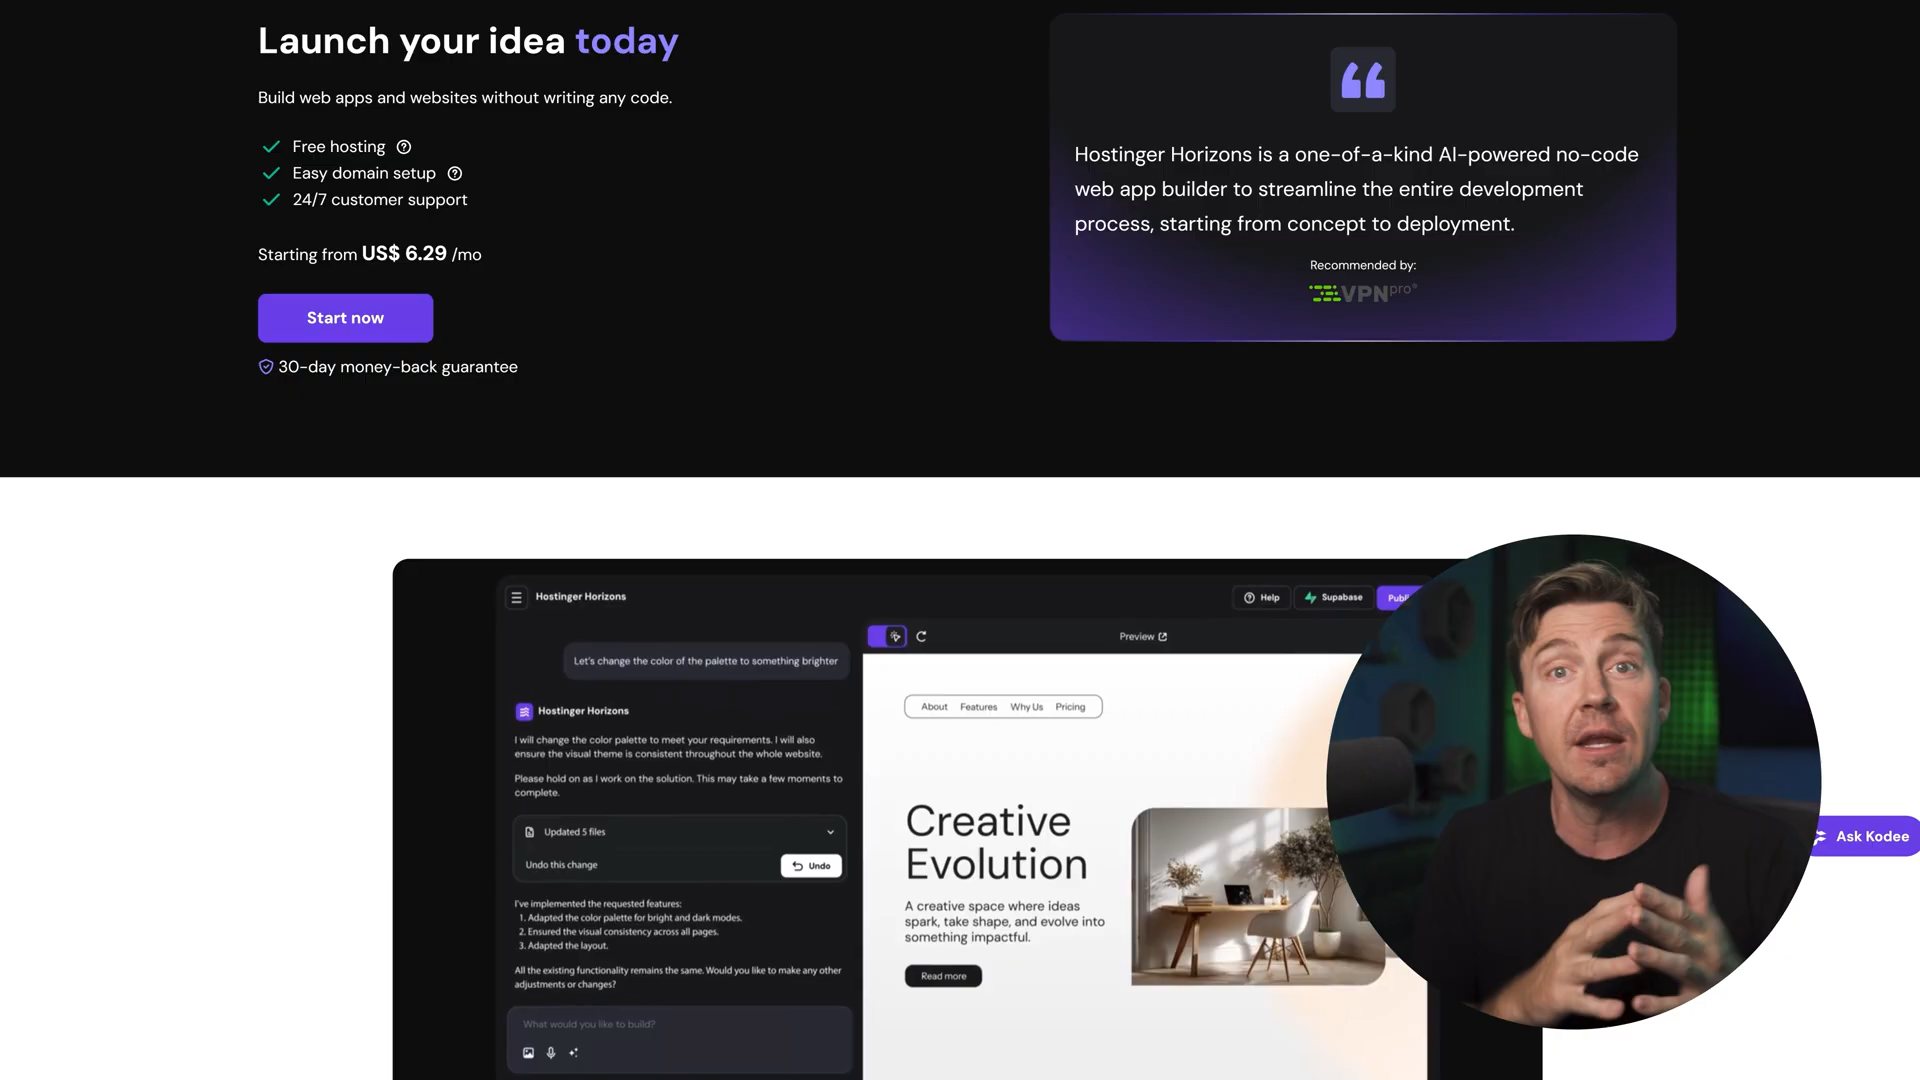 Launch your idea today
Build web apps and websites without writing any code.
Free hosting
Easy domain setup
24/7 customer support
Starting from US$ 6.29 /mo
Start now
30-day money-back guarantee
Hostinger Horizons is a one-of-a-kind AI-powered no-code
web app builder to streamline the entire development
process, starting from concept to deployment.
Recommended by:
VPNpro®
Hostinger Horizons
Help
Supabase
Let's change the color of the palette to something brighter
Hostinger Horizons
I will change the color palette to meet your requirements. I will also
ensure the visual theme is consistent throughout the whole website.
Please hold on as I work on the solution. This may take a few moments to
complete.
Updated 5 files
Undo this change
Undo
I've implemented the requested features:
1. Adapted the color palette for bright and dark modes.
2. Ensured the visual consistency across all pages.
3. Adapted the layout.
All the existing functionality remains the same. Would you like to make any other
adjustments or changes?
What would you like to build?
Preview
About Features Why Us Pricing
Creative
Evolution
A creative space where ideas
spark, take shape, and evolve into
something impactful.
Read more
Ask Kodee